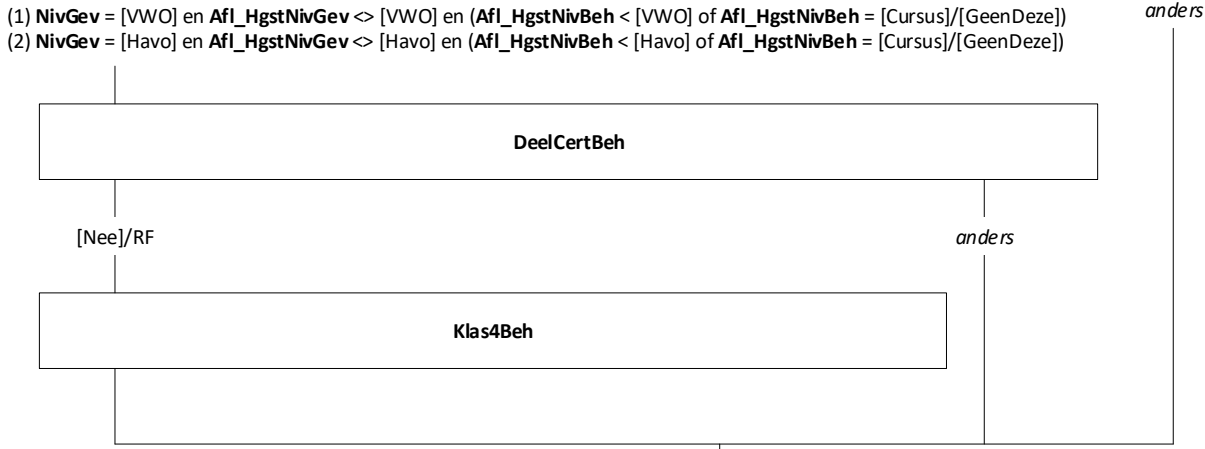 (1) NivGev = [VWO] en Afl_HgstNivGev <> [VWO] en (Afl_HgstNivBeh < [VWO] of Afl_HgstNivBeh = [Cursus]/[GeenDeze])
anders
(2) NivGev = [Havo] en Afl_HgstNivGev <> [Havo] en (Afl_HgstNivBeh < [Havo] of Afl_HgstNivBeh = [Cursus]/[GeenDeze])
DeelCertBeh
[Nee]/RF
anders
Klas4Beh